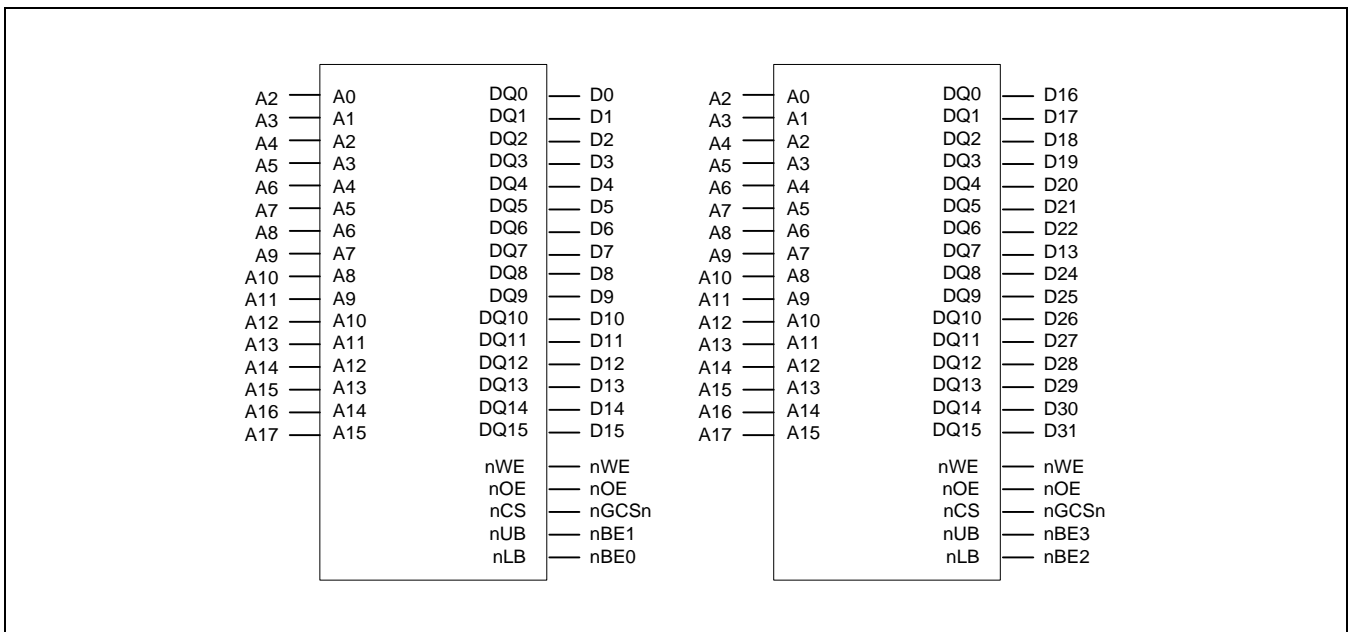 A2 A0 DQ0 D0 A2 A0 DQ0 D16
A3 A1 DQ1 D1 A3 A1 DQ1 D17
A4 A2 DQ2 D2 A4 A2 DQ2 D18
A5 A3 DQ3 D3 A5 A3 DQ3 D19
A6 A4 DQ4 D4 A6 A4 DQ4 D20
A7 A5 DQ5 D5 A7 A5 DQ5 D21
A8 A6 DQ6 D6 A8 A6 DQ6 D22
A9 A7 DQ7 D7 A9 A7 DQ7 D13
A10 A8 DQ8 D8 A10 A8 DQ8 D24
A11 A9 DQ9 D9 A11 A9 DQ9 D25
A12 A10 DQ10 D10 A12 A10 DQ10 D26
A13 A11 DQ11 D11 A13 A11 DQ11 D27
A14 A12 DQ12 D12 A14 A12 DQ12 D28
A15 A13 DQ13 D13 A15 A13 DQ13 D29
A16 A14 DQ14 D14 A16 A14 DQ14 D30
A17 A15 DQ15 D15 A17 A15 DQ15 D31
nWE nWE nWE nWE
nOE nOE nOE nOE
nCS nGCSn nCS nGCSn
nUB nBE1 nUB nBE3
nLB nBE0 nLB nBE2